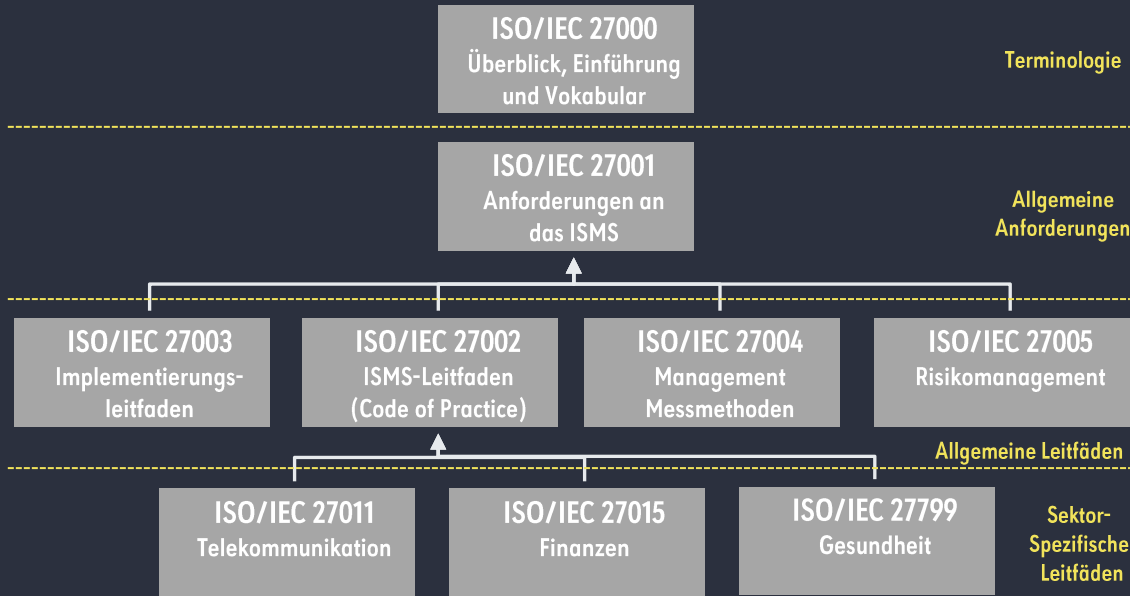 ISO/IEC 27000
Überblick, Einführung
und Vokabular
Terminologie
ISO/IEC 27001
Anforderungen an
das ISMS
Allgemeine
Anforderungen
ISO/IEC 27003
Implementierungs-
leitfaden
ISO/IEC 27002
ISMS-Leitfaden
(Code of Practice)
ISO/IEC 27004
Management
Messmethoden
ISO/IEC 27005
Risikomanagement
Allgemeine Leitfäden
ISO/IEC 27011
Telekommunikation
ISO/IEC 27015
Finanzen
ISO/IEC 27799
Gesundheit
Sektor-
Spezifische
Leitfäden